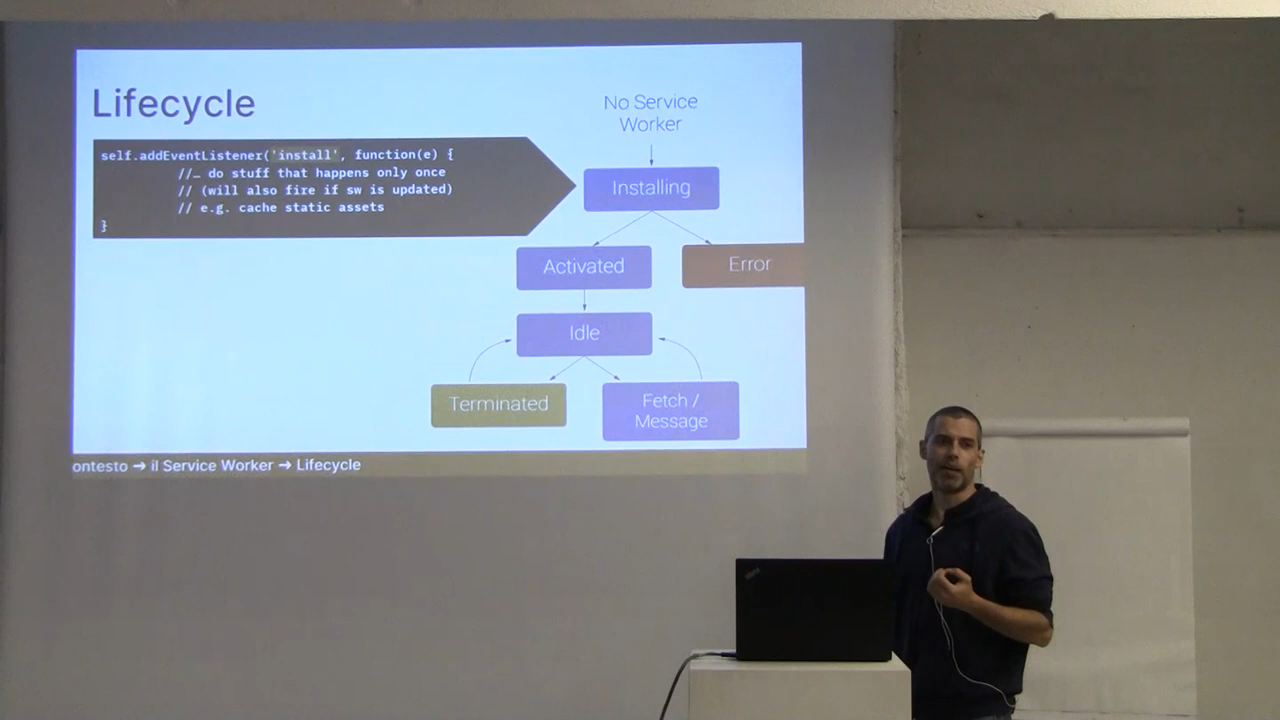 Lifecycle
self.addEventListener('install', function(e) {
//… do stuff that happens only once
// (will also fire if sw is updated)
// e.g. cache static assets
}
No Service
Worker
Installing
Activated
Error
Idle
Terminated
Fetch /
Message
ontesto → il Service Worker → Lifecycle